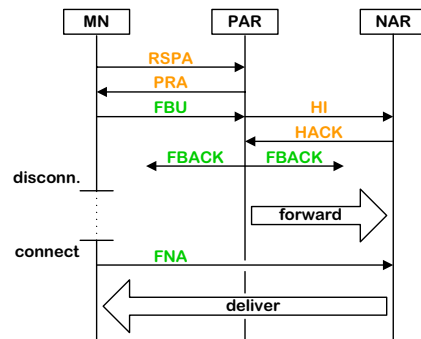 MN PAR NAR
RSPA
PRA
FBU HI
HACK
FBACK FBACK
disconn.
forward
connect
FNA
deliver